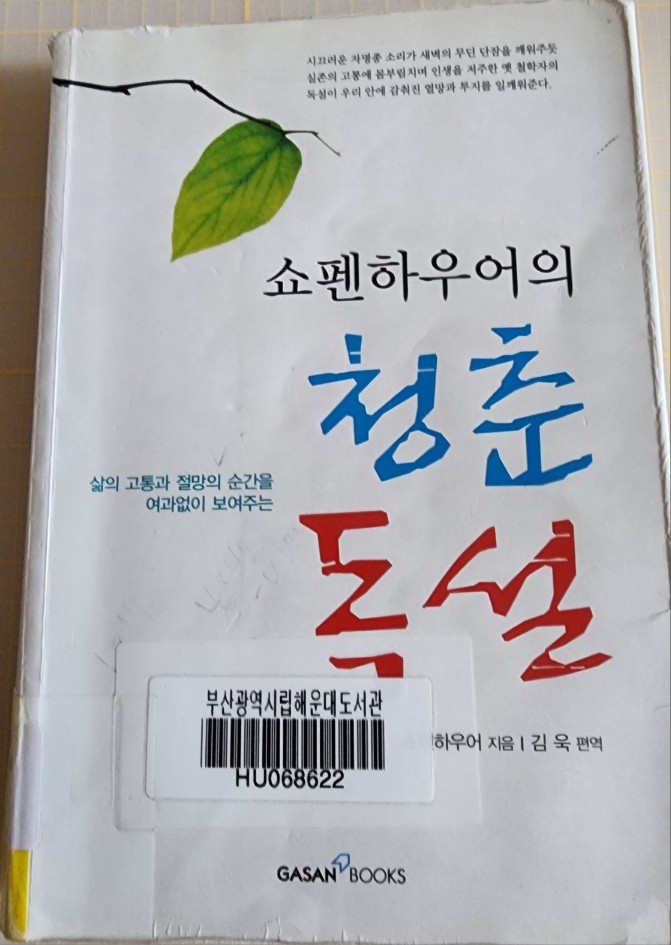 시끄러운 자명종 소리가 새벽의 무딘 단잠을 깨워주듯
실존의 고통에 몸부림치며 인생을 저주한 옛 철학자의
독설이 우리 안에 감춰진 열망과 투지를 일깨워준다.
쇼펜하우어의
청춘
삶의 고통과 절망의 순간을
여과없이 보여주는
독설
부산광역시립해운대도서관
HU068622
하우어 지음 | 김 욱 편역
GASAN BOOKS